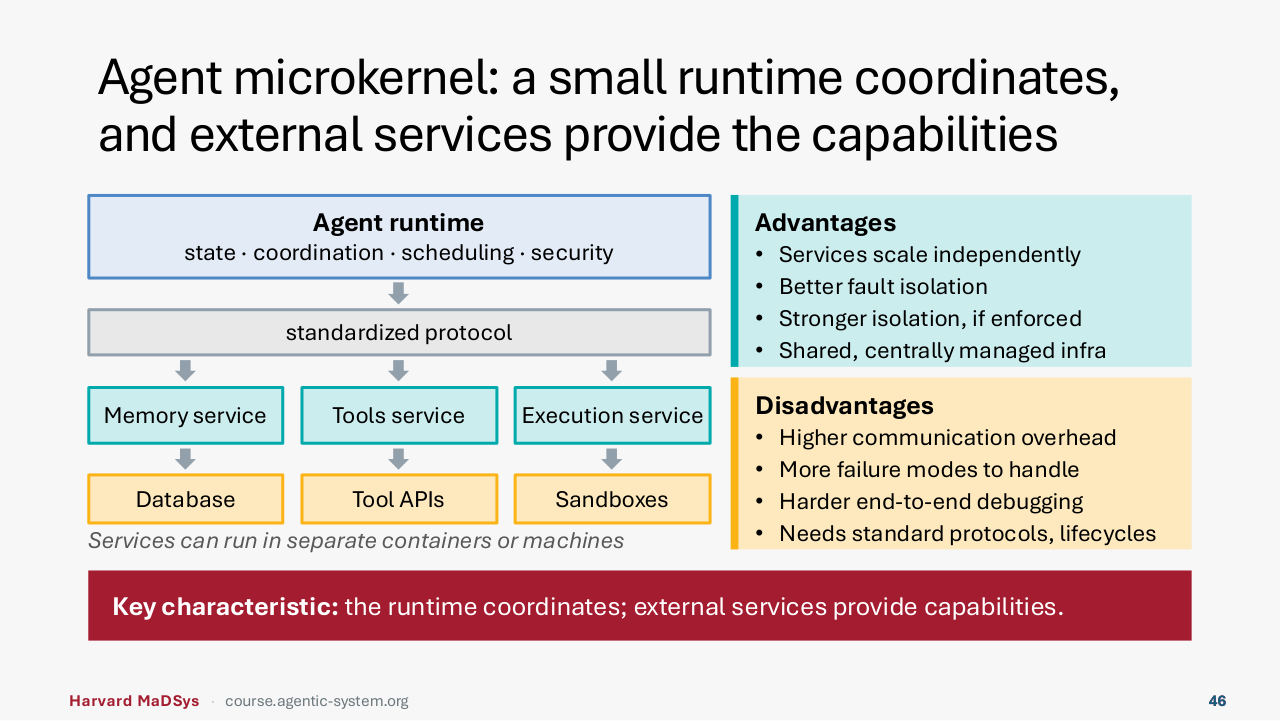 Agent microkernel: a small runtime coordinates,
and external services provide the capabilities
Agent runtime
state · coordination · scheduling · security
standardized protocol
Memory service
Tools service
Execution service
Database
Tool APIs
Sandboxes
Services can run in separate containers or machines
Advantages
• Services scale independently
• Better fault isolation
• Stronger isolation, if enforced
• Shared, centrally managed infra
Disadvantages
• Higher communication overhead
• More failure modes to handle
• Harder end-to-end debugging
• Needs standard protocols, lifecycles
Key characteristic: the runtime coordinates; external services provide capabilities.
Harvard MaDSys · course.agentic-system.org
46